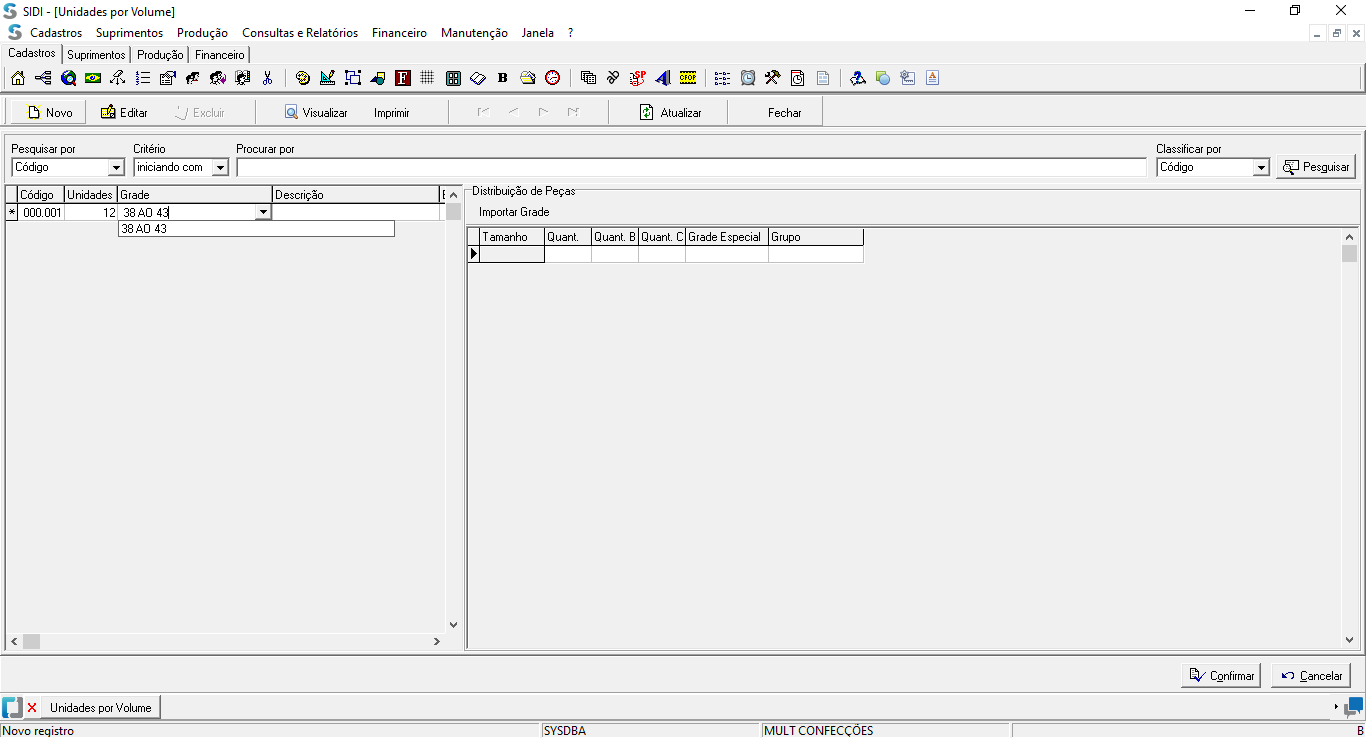 SIDI - [Unidades por Volume]
Cadastros Suprimentos Produção Consultas e Relatórios Financeiro Manutenção Janela ?
Cadastros Suprimentos Produção Financeiro
F B SP CFOP A
Novo Editar Excluir Visualizar Imprimir Atualizar Fechar
Pesquisar por Critério Procurar por Classificar por
Código iniciando com Código Pesquisar
Código Unidades Grade Descrição
Distribuição de Peças
000.001 12 38 AO 43
Importar Grade
38 AO 43
Tamanho Quant. Quant. B Quant. C Grade Especial Grupo
Confirmar Cancelar
Unidades por Volume
Novo registro SYSDBA MULT CONFECÇÕES B